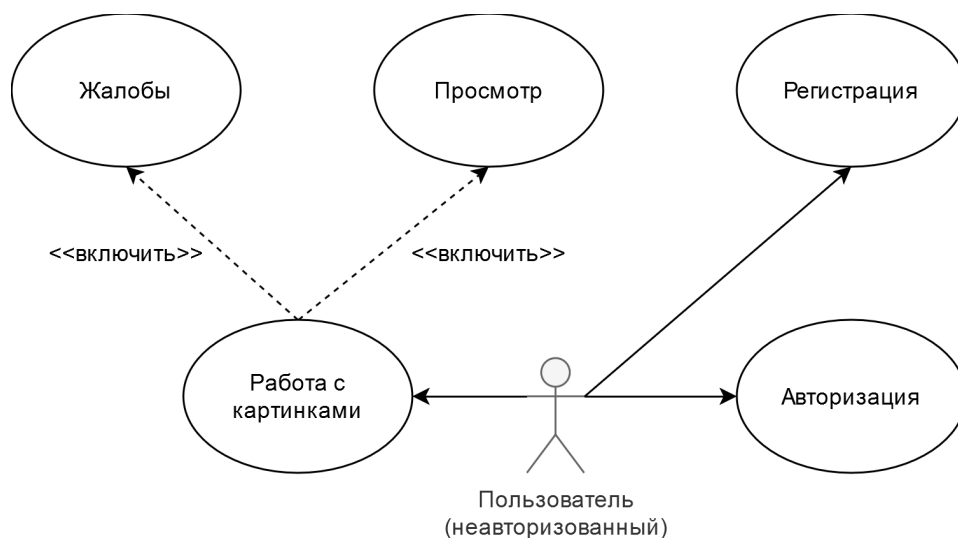 Жалобы
Просмотр
Регистрация
<<включить>>
<<включить>>
Работа с
картинками
Авторизация
Пользователь
(неавторизованный)